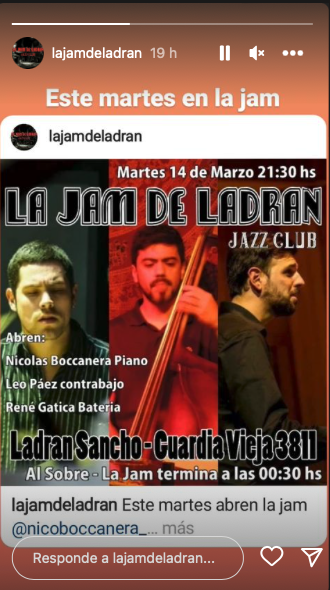 lajamdeladran 19 h
Este martes en la jam
lajamdeladran
Martes 14 de Marzo 21:30 hs
LA JAM DE LADRAN
JAZZ CLUB
Abren:
Nicolas Boccanera Piano
Leo Páez contrabajo
René Gatica Bateria
Ladran Sancho - Guardia Vieja 3811
Al Sobre - La Jam termina a las 00:30 hs
lajamdeladran Este martes abren la jam
@nicoboccanera_... más
Responde a lajamdeladran...